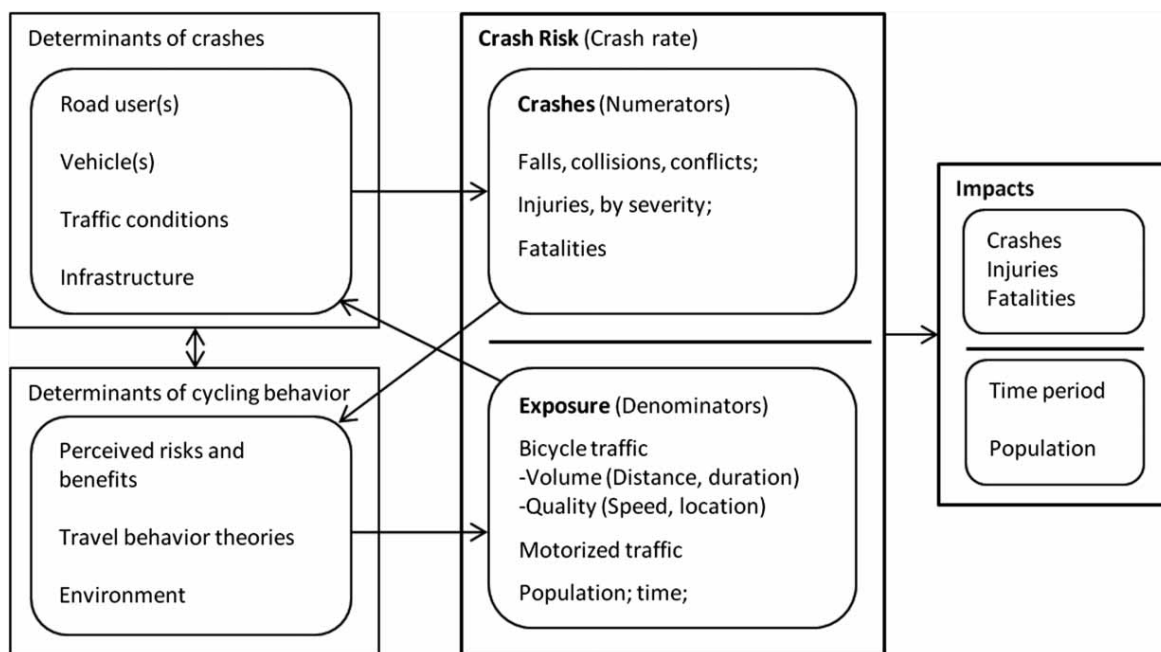 Determinants of crashes
Road user(s)
Vehicle(s)
Traffic conditions
Infrastructure
Determinants of cycling behavior
Perceived risks and
benefits
Travel behavior theories
Environment
Crash Risk (Crash rate)
Crashes (Numerators)
Falls, collisions, conflicts;
Injuries, by severity;
Fatalities
Exposure (Denominators)
Bicycle traffic
-Volume (Distance, duration)
-Quality (Speed, location)
Motorized traffic
Population; time;
Impacts
Crashes
Injuries
Fatalities
Time period
Population